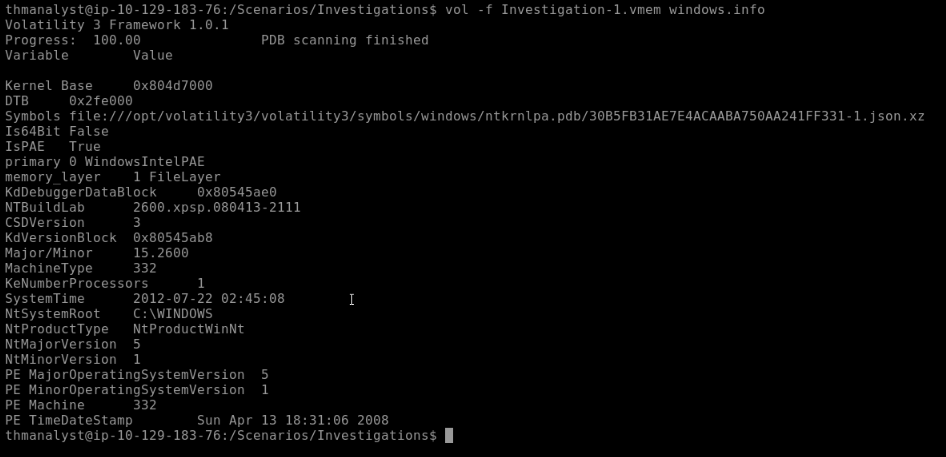 thmanalyst@ip-10-129-183-76:/Scenarios/Investigations$ vol -f Investigation-1.vmem windows.info
Volatility 3 Framework 1.0.1
Progress:  100.00               PDB scanning finished
Variable        Value
Kernel Base     0x804d7000
DTB     0x2fe000
Symbols file:///opt/volatility3/volatility3/symbols/windows/ntkrnlpa.pdb/30B5FB31AE7E4ACAABA750AA241FF331-1.json.xz
Is64Bit False
IsPAE   True
primary 0 WindowsIntelPAE
memory_layer    1 FileLayer
KdDebuggerDataBlock     0x80545ae0
NTBuildLab      2600.xpsp.080413-2111
CSDVersion      3
KdVersionBlock  0x80545ab8
Major/Minor     15.2600
MachineType     332
KeNumberProcessors      1
SystemTime      2012-07-22 02:45:08
NtSystemRoot    C:\WINDOWS
NtProductType   NtProductWinNt
NtMajorVersion  5
NtMinorVersion  1
PE MajorOperatingSystemVersion  5
PE MinorOperatingSystemVersion  1
PE Machine      332
PE TimeDateStamp        Sun Apr 13 18:31:06 2008
thmanalyst@ip-10-129-183-76:/Scenarios/Investigations$